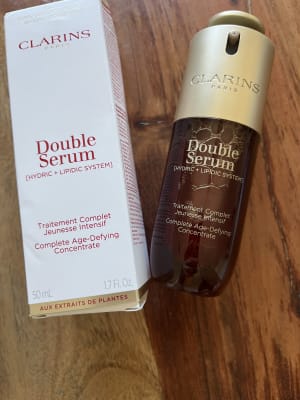 CLARINS
PARIS
Double
Serum
[HYDRIC + LIPIDIC SYSTEM]
Traitement Complet
Jeunesse Intensif
Complete Age-Defying
Concentrate
50 mL
1.7 Fl.Oz.
AUX EXTRAITS DE PLANTES
CLARINS
PARIS
Double
Serum
[HYDRIC + LIPIDIC SYSTEM]
Traitement Complet
Jeunesse Intensif
Complete Age-Defying
Concentrate